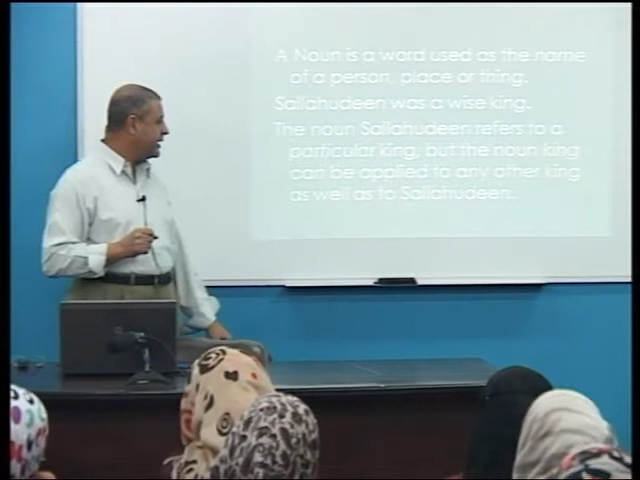 A Noun is a word used as the name
of a person, place or thing.
Sallahudeen was a wise king.
The noun Sallahudeen refers to a
particular king, but the noun king
can be applied to any other king
as well as to Sallahudeen.